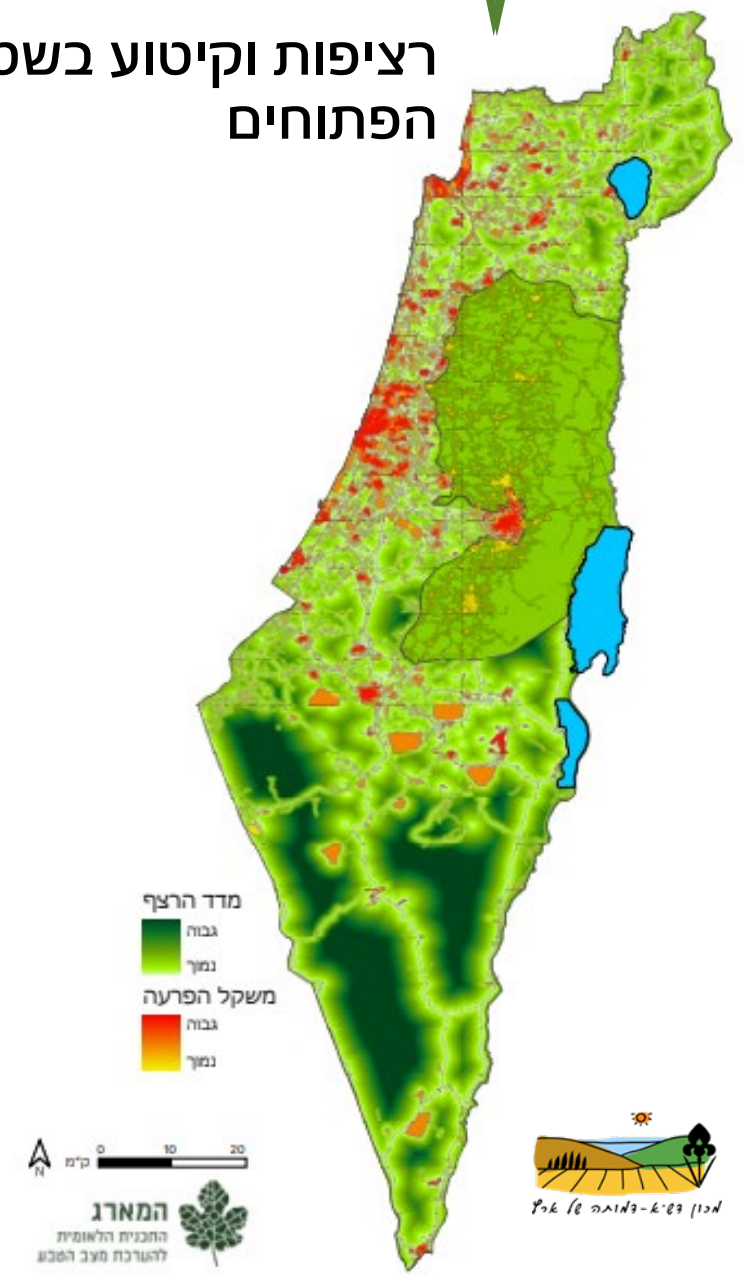 רציפות וקיטוע בשט
הפתוחים
מדד הרצף
גבוה
נמוך
משקל הפרעה
גבוה
נמוך
0 10 20
ק"מ
N
המארג
התכנית הלאומית
להערכת מצב הטבע
מכון דש"א-דמותה של ארץ